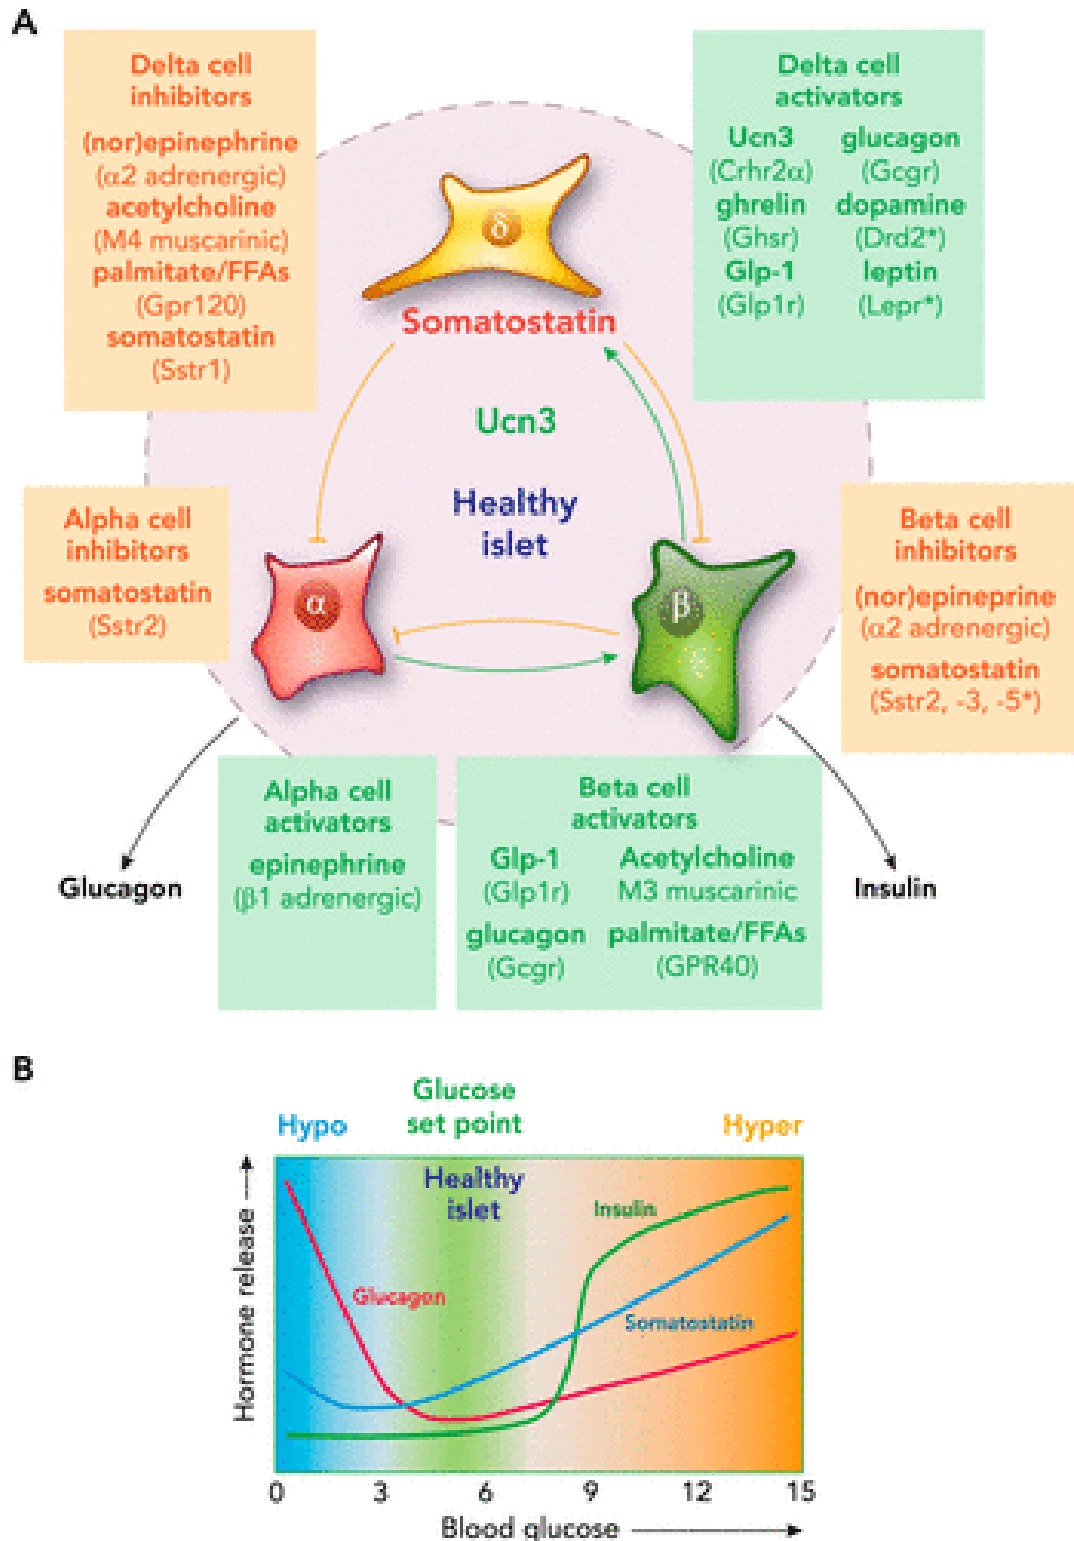 A
Delta cell
inhibitors
(nor)epinephrine
(α2 adrenergic)
acetylcholine
(M4 muscarinic)
palmitate/FFAs
(Gpr120)
somatostatin
(Sstr1)
Delta cell
activators
Ucn3 glucagon
(Crhr2α) (Gcgr)
ghrelin dopamine
(Ghsr) (Drd2*)
Glp-1 leptin
(Glp1r) (Lepr*)
δ
Somatostatin
Ucn3
Healthy
islet
Alpha cell
inhibitors
somatostatin
(Sstr2)
α
β
Beta cell
inhibitors
(nor)epineprine
(α2 adrenergic)
somatostatin
(Sstr2, -3, -5*)
Glucagon
Alpha cell
activators
epinephrine
(β1 adrenergic)
Beta cell
activators
Glp-1 Acetylcholine
(Glp1r) M3 muscarinic
glucagon palmitate/FFAs
(Gcgr) (GPR40)
Insulin
B
Hypo
Glucose
set point
Hyper
Healthy
islet
Insulin
Glucagon
Somatostatin
Hormone release
0 3 6 9 12 15
Blood glucose